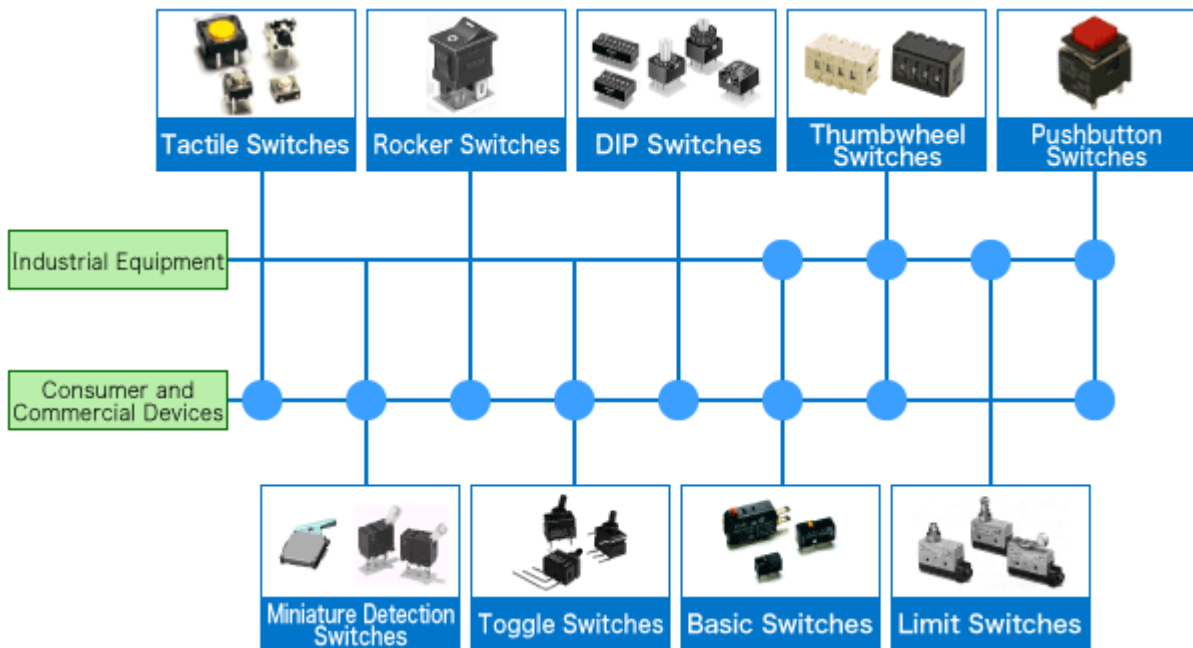 Tactile Switches
Rocker Switches
DIP Switches
Thumbwheel
Switches
Pushbutton
Switches
Industrial Equipment
Consumer and
Commercial Devices
Miniature Detection
Switches
Toggle Switches
Basic Switches
Limit Switches